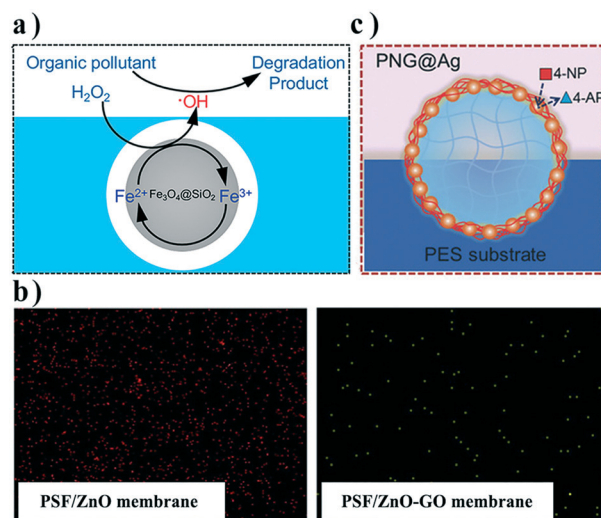 a)
Organic pollutant
Degradation
Product
H₂O₂
·OH
Fe²⁺
Fe₃O₄@SiO₂
Fe³⁺
c)
PNG@Ag
4-NP
4-AP
PES substrate
b)
PSF/ZnO membrane
PSF/ZnO-GO membrane